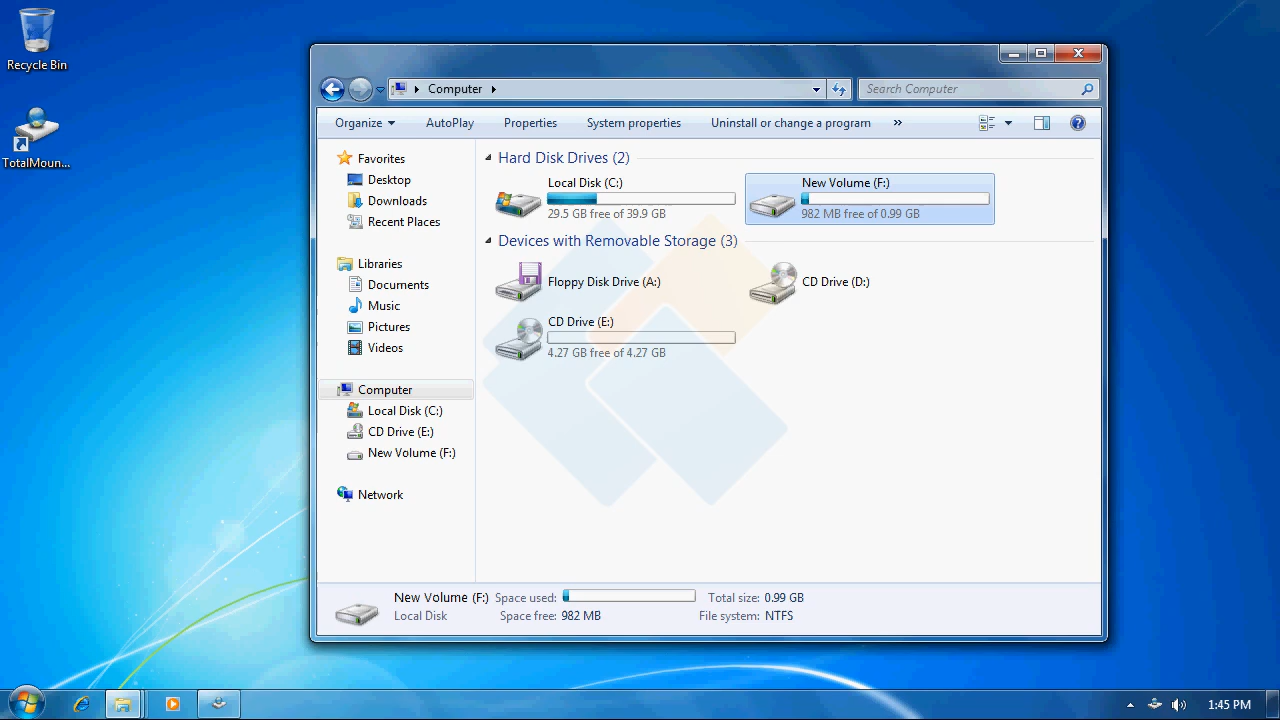 Recycle Bin
TotalMoun...
Computer
Search Computer
Organize AutoPlay Properties System properties Uninstall or change a program »
Favorites
Desktop
Downloads
Recent Places
Libraries
Documents
Music
Pictures
Videos
Computer
Local Disk (C:)
CD Drive (E:)
New Volume (F:)
Network
Hard Disk Drives (2)
Local Disk (C:)
29.5 GB free of 39.9 GB
New Volume (F:)
982 MB free of 0.99 GB
Devices with Removable Storage (3)
Floppy Disk Drive (A:)
CD Drive (D:)
CD Drive (E:)
4.27 GB free of 4.27 GB
New Volume (F:) Space used: Total size: 0.99 GB
Local Disk Space free: 982 MB File system: NTFS
1:45 PM